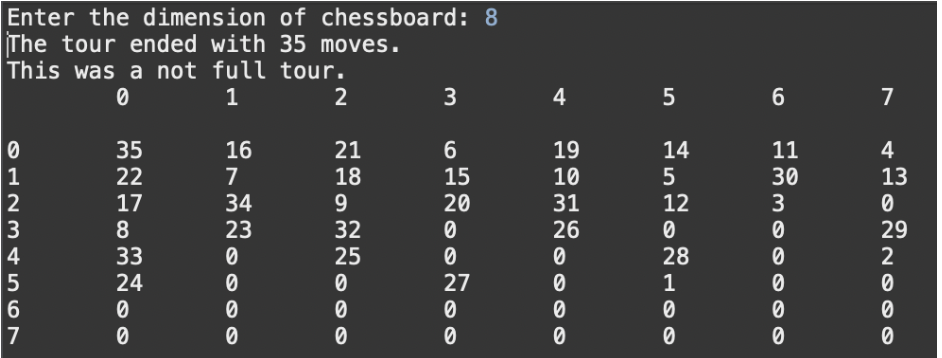 Enter the dimension of chessboard: 8
The tour ended with 35 moves.
This was a not full tour.
0 1 2 3 4 5 6 7
0 35 16 21 6 19 14 11 4
1 22 7 18 15 10 5 30 13
2 17 34 9 20 31 12 3 0
3 8 23 32 0 26 0 0 29
4 33 0 25 0 0 28 0 2
5 24 0 0 27 0 1 0 0
6 0 0 0 0 0 0 0 0
7 0 0 0 0 0 0 0 0